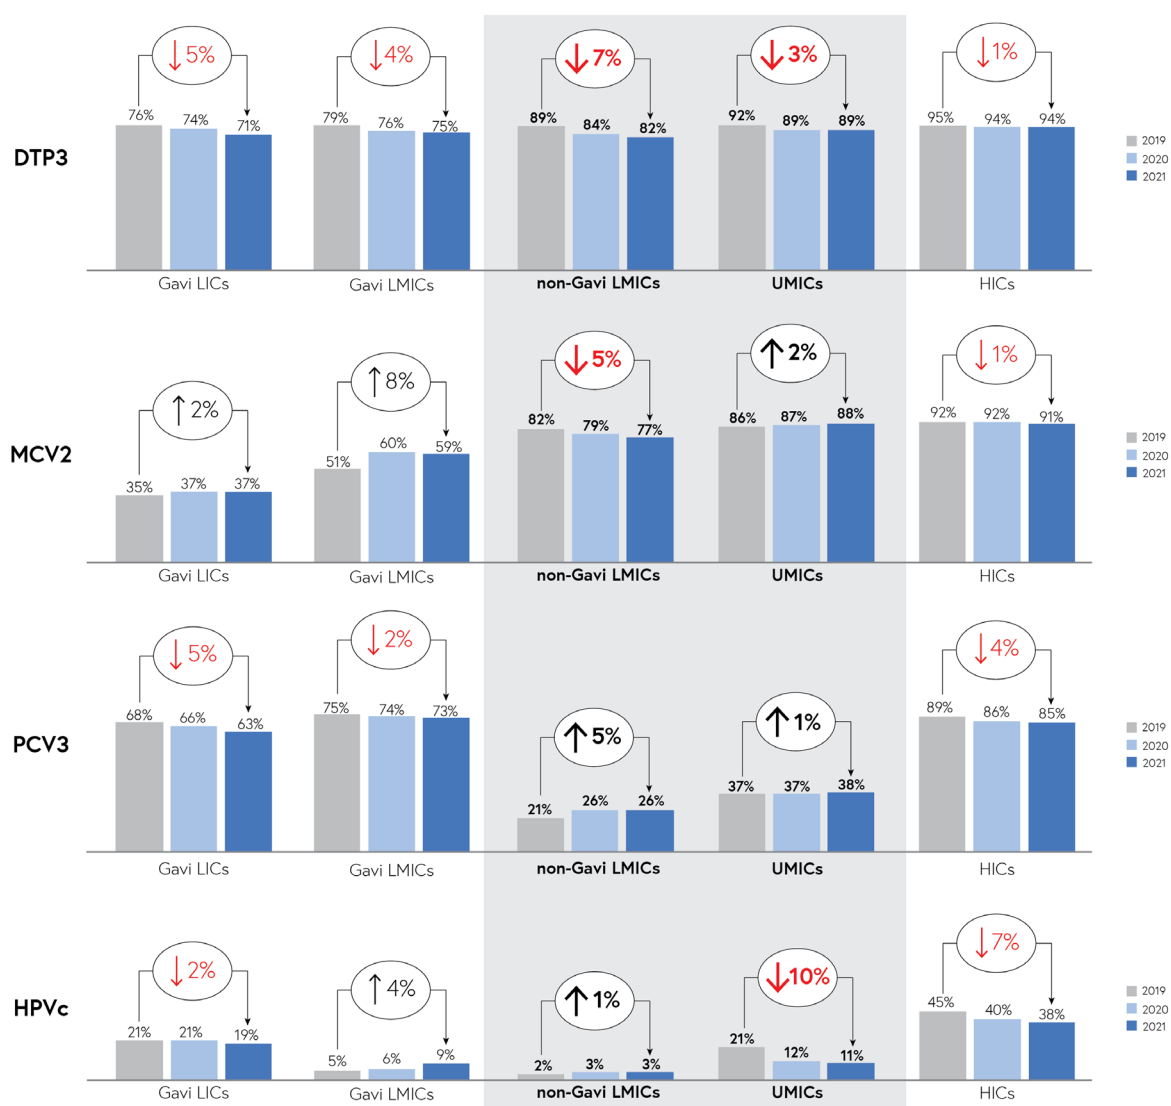 ↓ 5% ↓ 4% ↓ 7% ↓ 3% ↓ 1%
76% 74% 71% 79% 76% 75% 89% 84% 82% 92% 89% 89% 95% 94% 94%
DTP3
2019
2020
2021
Gavi LICs Gavi LMICs non-Gavi LMICs UMICs HICs
↑ 2% ↑ 8% ↓ 5% ↑ 2% ↓ 1%
35% 37% 37% 51% 60% 59% 82% 79% 77% 86% 87% 88% 92% 92% 91%
MCV2
2019
2020
2021
Gavi LICs Gavi LMICs non-Gavi LMICs UMICs HICs
↓ 5% ↓ 2% ↑ 5% ↑ 1% ↓ 4%
68% 66% 63% 75% 74% 73% 21% 26% 26% 37% 37% 38% 89% 86% 85%
PCV3
2019
2020
2021
Gavi LICs Gavi LMICs non-Gavi LMICs UMICs HICs
↓ 2% ↑ 4% ↑ 1% ↓ 10% ↓ 7%
21% 21% 19% 5% 6% 9% 2% 3% 3% 21% 12% 11% 45% 40% 38%
HPVc
2019
2020
2021
Gavi LICs Gavi LMICs non-Gavi LMICs UMICs HICs